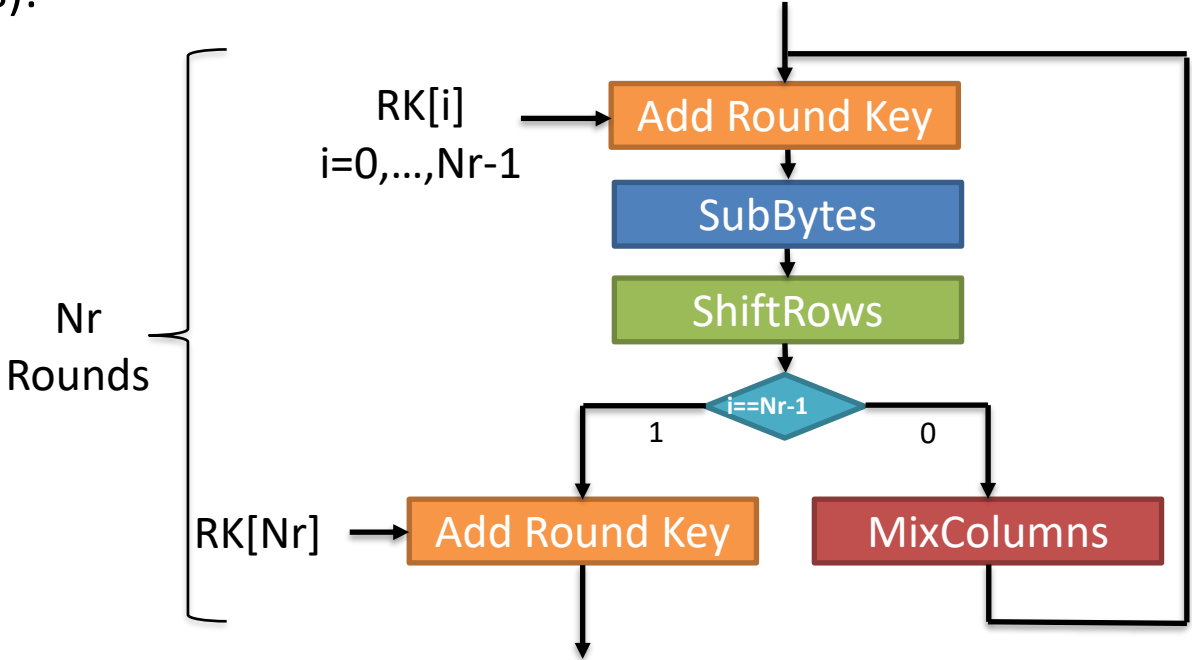 s).
RK[i]
i=0,...,Nr-1
Add Round Key
SubBytes
ShiftRows
Nr
Rounds
i==Nr-1
1
0
RK[Nr]
Add Round Key
MixColumns